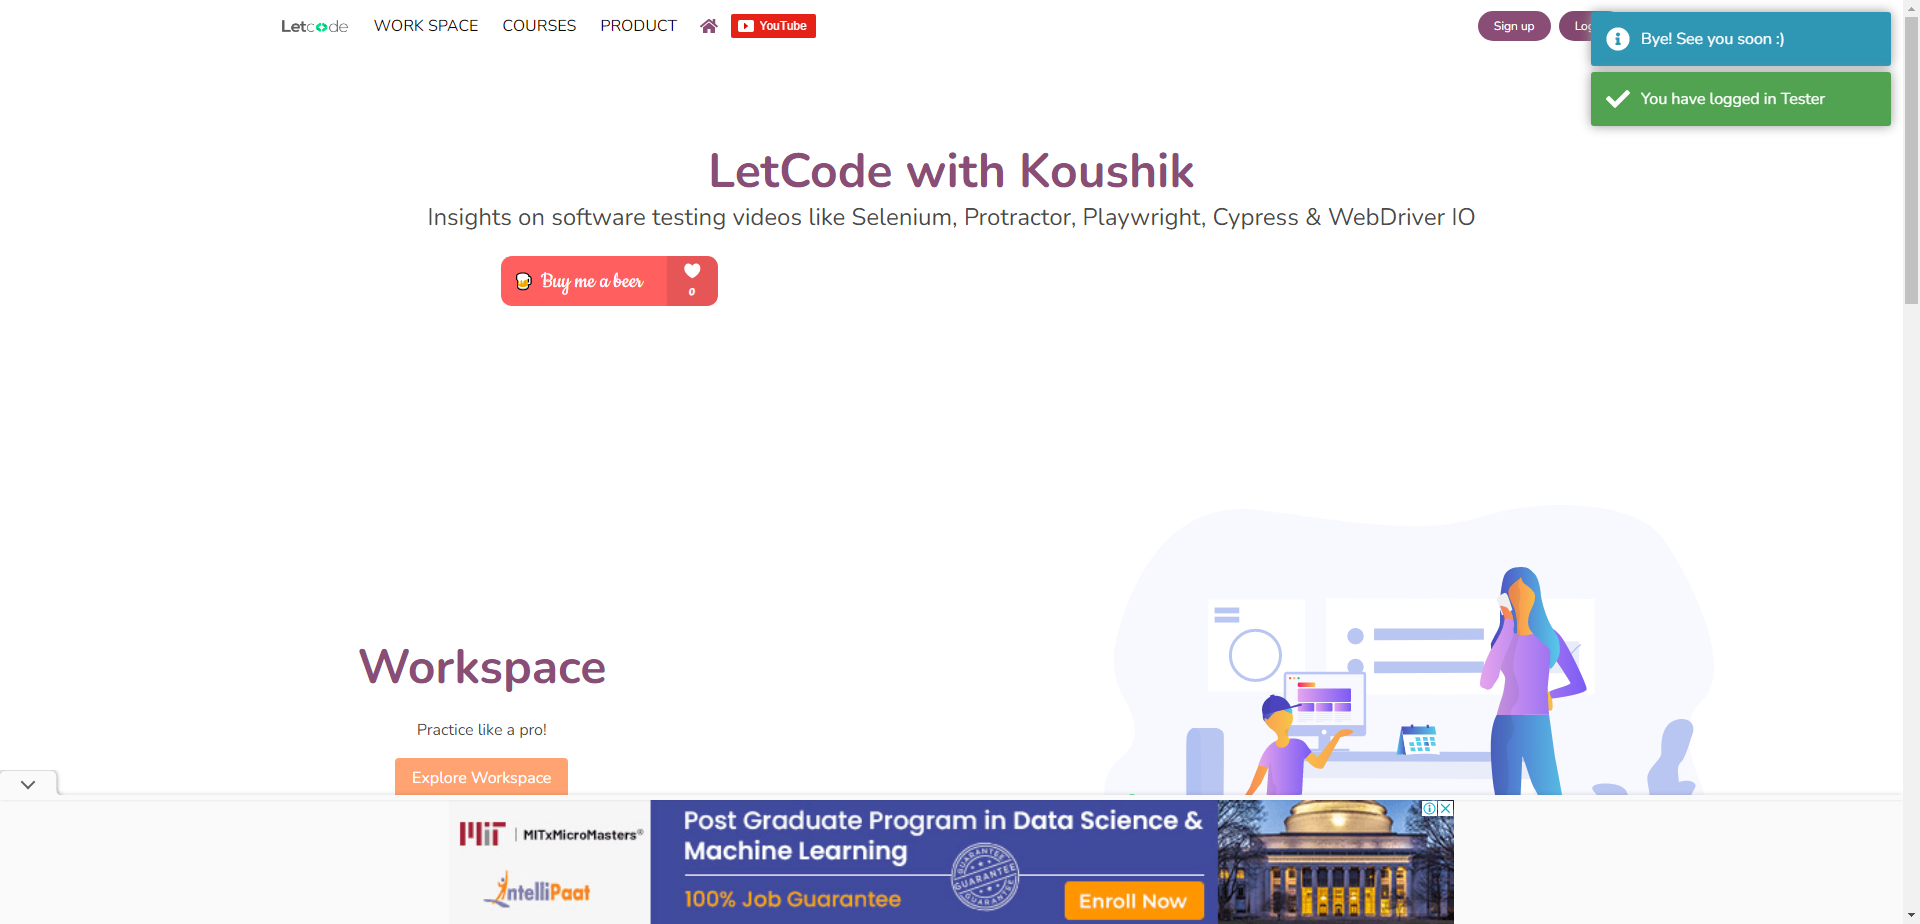 Letcode WORK SPACE COURSES PRODUCT YouTube Sign up
Bye! See you soon :)
You have logged in Tester
LetCode with Koushik
Insights on software testing videos like Selenium, Protractor, Playwright, Cypress & WebDriver IO
Buy me a beer
0
Workspace
Practice like a pro!
Explore Workspace
MIT | MITxMicroMasters®
IntelliPaat
Post Graduate Program in Data Science &
Machine Learning
100% Job Guarantee
GUARANTEE
GUARANTEE
GUARANTEE
Enroll Now